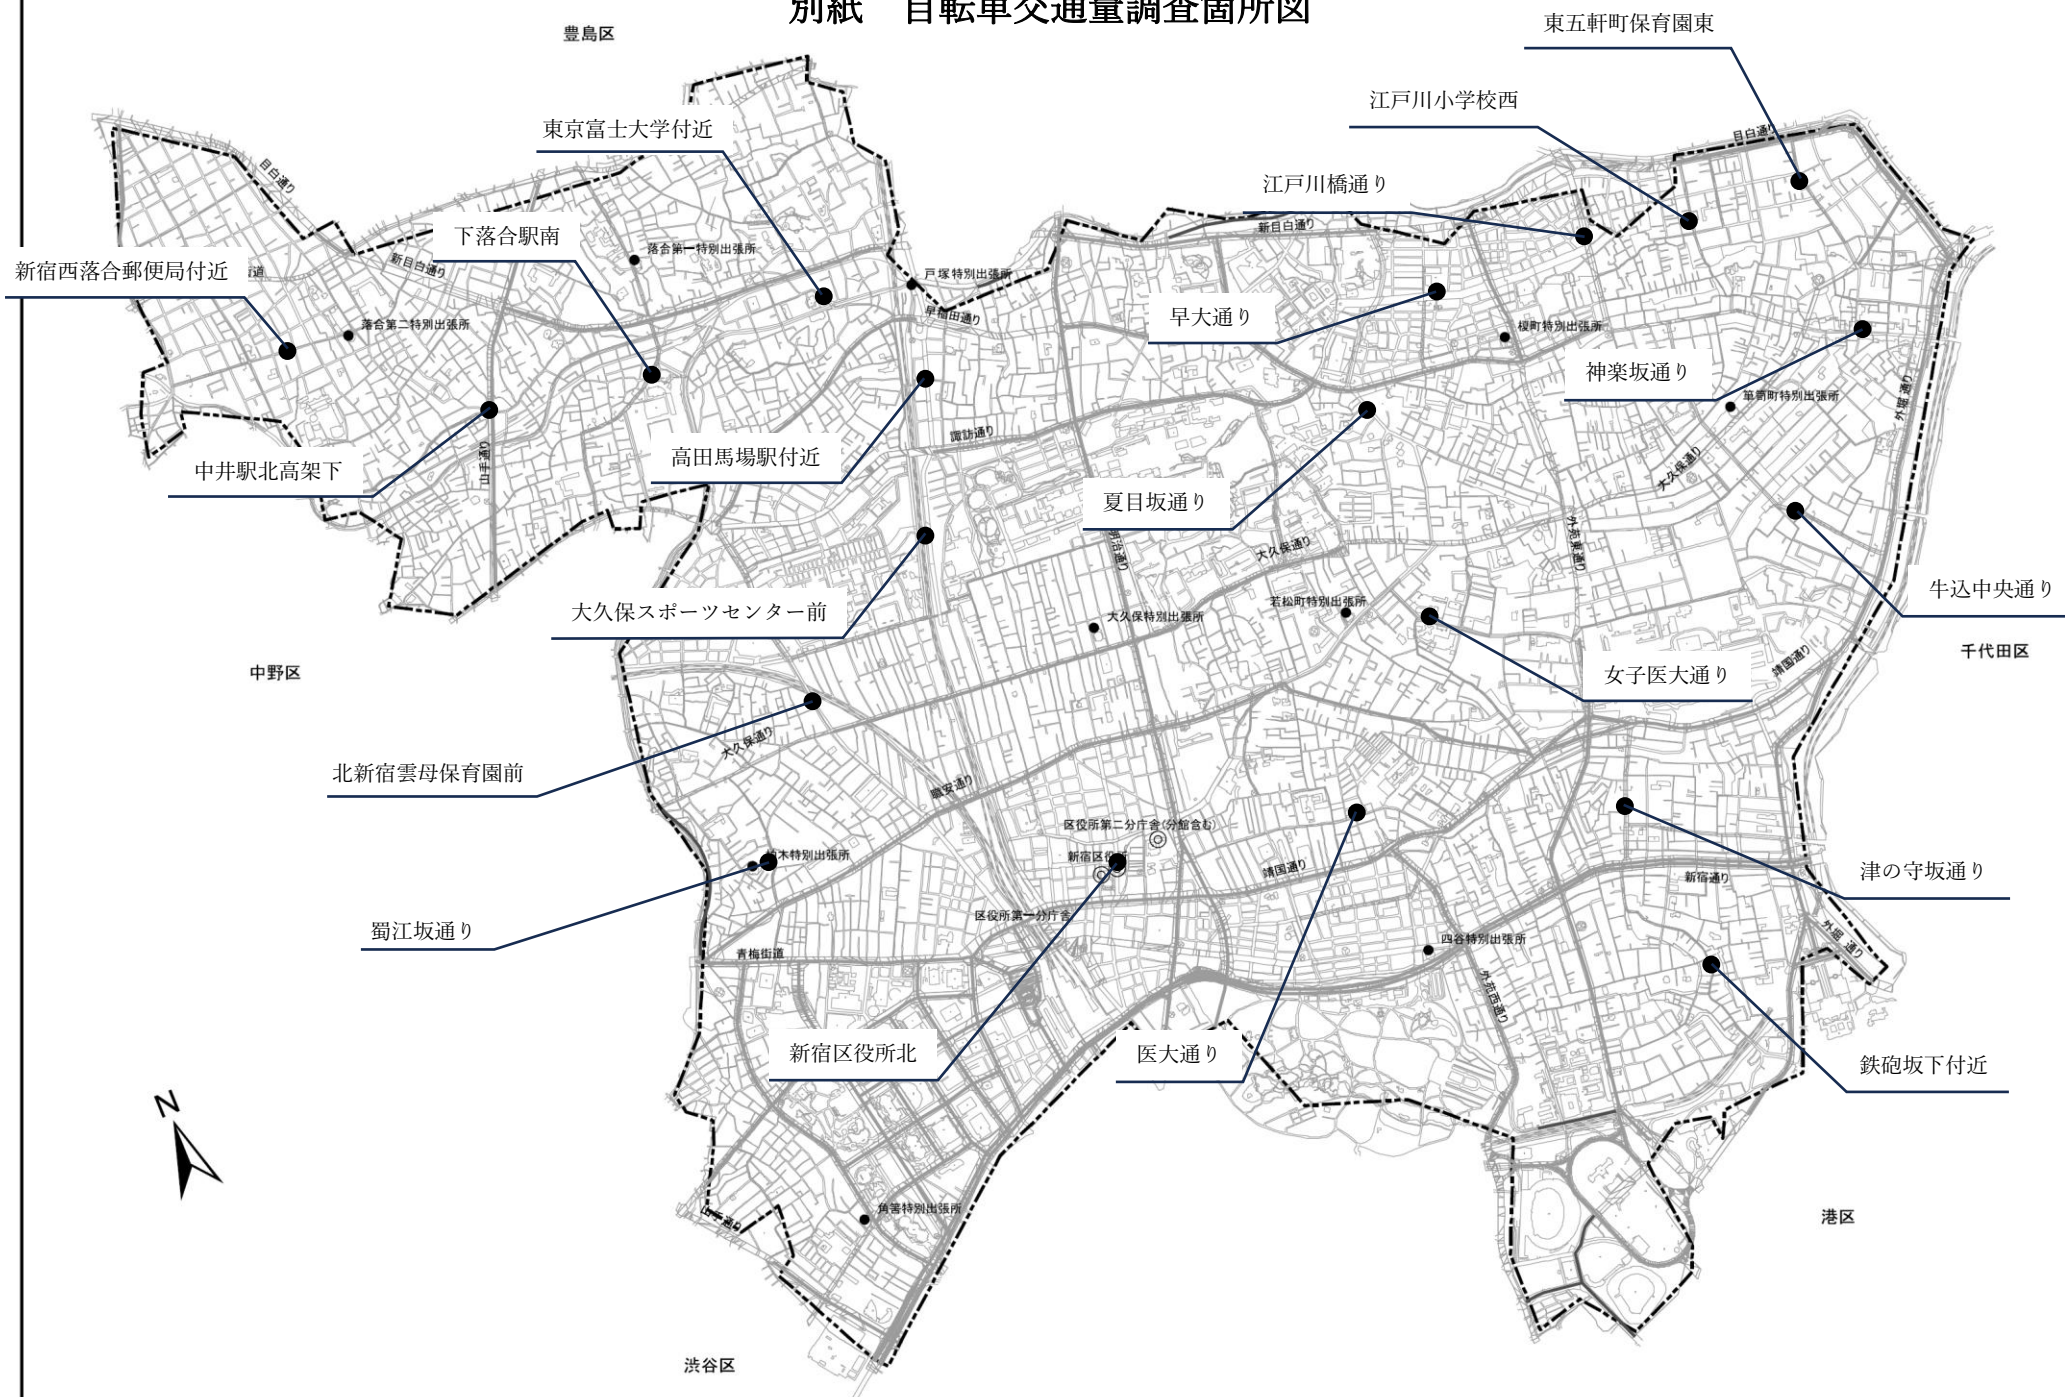 別紙　自転車交通量調査箇所図
豊島区
東五軒町保育園東
江戸川小学校西
東京富士大学付近
目白通り
目白通り
江戸川橋通り
新目白通り
下落合駅南
落合第一特別出張所
新目白通り
新宿西落合郵便局付近
道
戸塚特別出張所
早稲田通り
早大通り
落合第二特別出張所
榎町特別出張所
神楽坂通り
箪笥町特別出張所
外堀通り
諏訪通り
高田馬場駅付近
中井駅北高架下
山手通り
大久保通り
夏目坂通り
明治通り
大久保通り
外苑東通り
牛込中央通り
大久保スポーツセンター前
若松町特別出張所
大久保特別出張所
千代田区
中野区
女子医大通り
靖国通り
大久保通り
北新宿雲母保育園前
職安通り
区役所第二分庁舎(分館含む)
柏木特別出張所
新宿区役所
靖国通り
新宿通り
津の守坂通り
区役所第一分庁舎
蜀江坂通り
四谷特別出張所
外堀通り
青梅街道
外苑西通り
新宿区役所北
医大通り
鉄砲坂下付近
N
角筈特別出張所
山手通り
港区
渋谷区